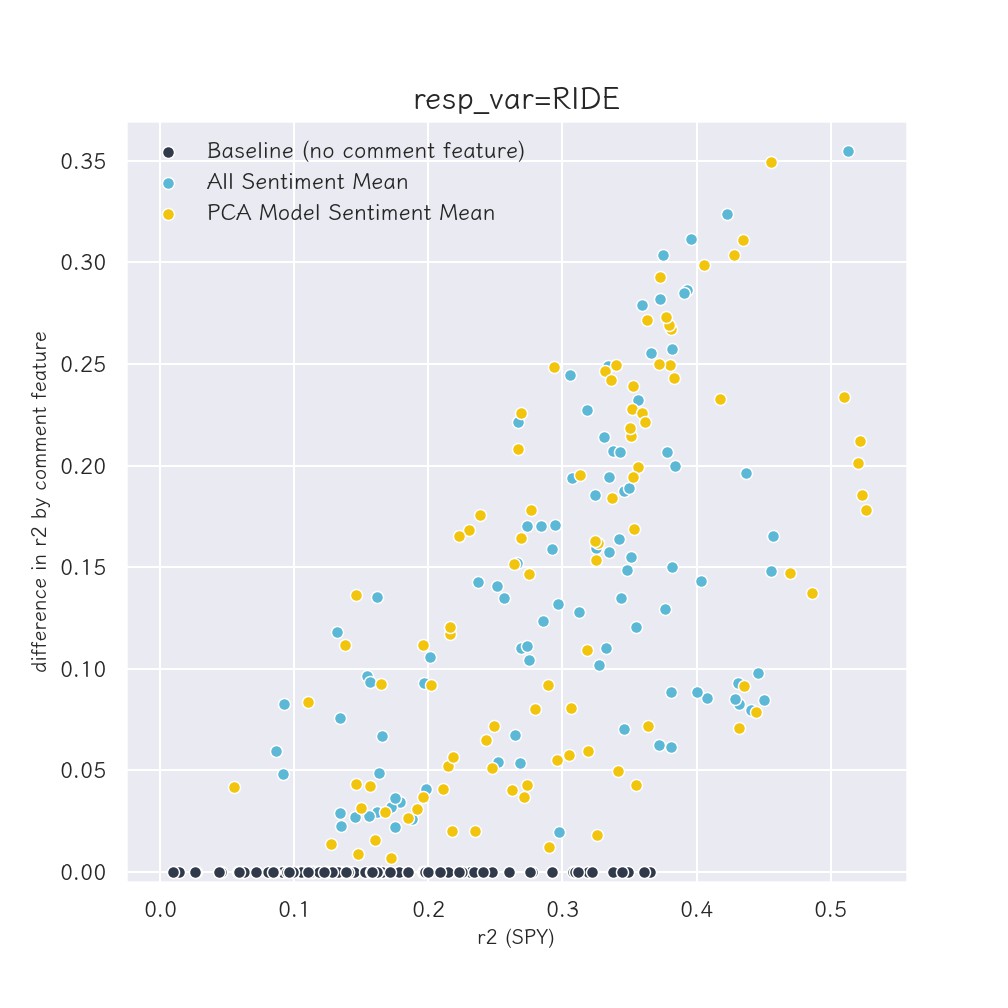 resp_var=RIDE
Baseline (no comment feature)
All Sentiment Mean
PCA Model Sentiment Mean
0.35
0.30
0.25
0.20
0.15
0.10
0.05
0.00
difference in r2 by comment feature
0.0 0.1 0.2 0.3 0.4 0.5
r2 (SPY)